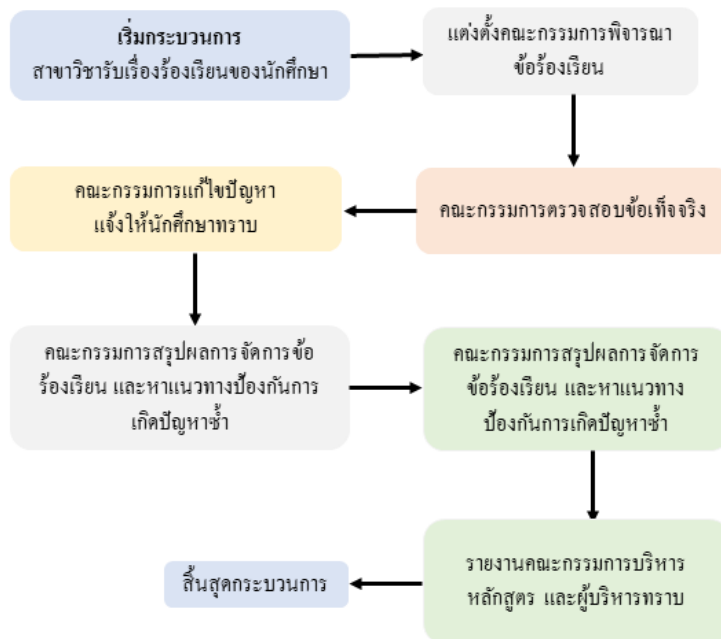 เริ่มกระบวนการ
สาขาวิชารับเรื่องร้องเรียนของนักศึกษา
แต่งตั้งคณะกรรมการพิจารณา
ข้อร้องเรียน
คณะกรรมการตรวจสอบข้อเท็จจริง
คณะกรรมการแก้ไขปัญหา
แจ้งให้นักศึกษาทราบ
คณะกรรมการสรุปผลการจัดการข้อ
ร้องเรียน และหาแนวทางป้องกันการ
เกิดปัญหาซ้ำ
คณะกรรมการสรุปผลการจัดการ
ข้อร้องเรียน และหาแนวทาง
ป้องกันการเกิดปัญหาซ้ำ
รายงานคณะกรรมการบริหาร
หลักสูตร และผู้บริหารทราบ
สิ้นสุดกระบวนการ